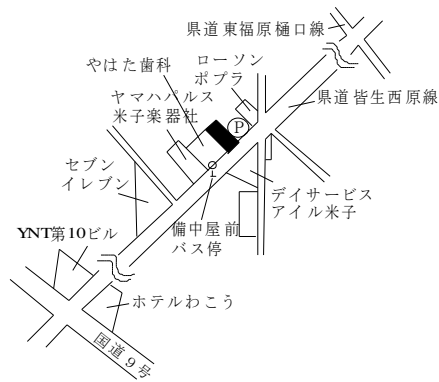 県道東福原樋口線
やはた歯科
ローソン
ポプラ
ヤマハパルス
米子楽器社
県道皆生西原線
P
セブン
イレブン
デイサービス
アイル米子
備中屋前
バス停
YNT第10ビル
ホテルわこう
国道9号